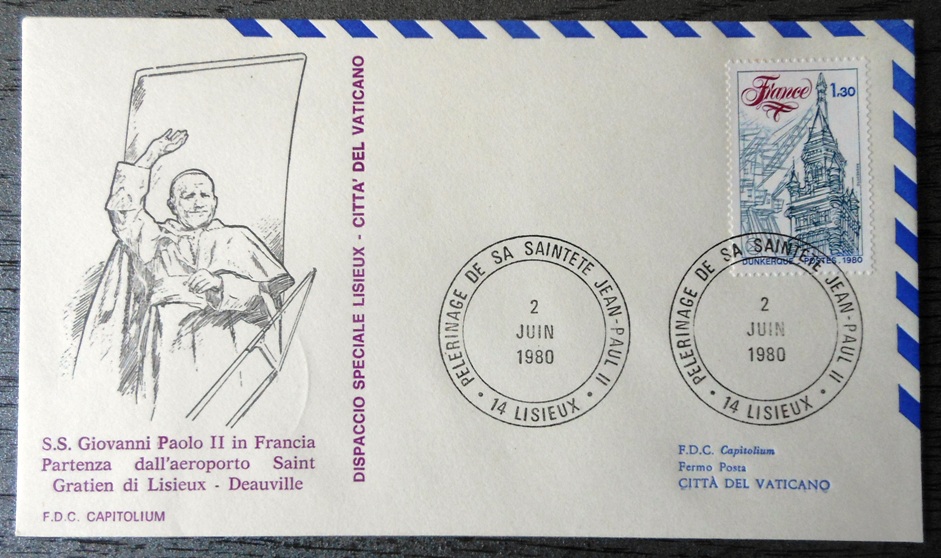 S.S. Giovanni Paolo II in Francia
Partenza dall'aeroporto Saint
Gratien di Lisieux - Deauville
F.D.C. CAPITOLIUM
DISPACCIO SPECIALE LISIEUX - CITTA' DEL VATICANO
PELERINAGE DE SA SAINTETE JEAN-PAUL II
2
JUIN
1980
• 14 LISIEUX •
France 1.30
DUNKERQUE POSTES 1980
PELERINAGE DE SA SAINTETE JEAN-PAUL II
2
JUIN
1980
• 14 LISIEUX •
F.D.C. Capitolium
Fermo Posta
CITTÀ DEL VATICANO